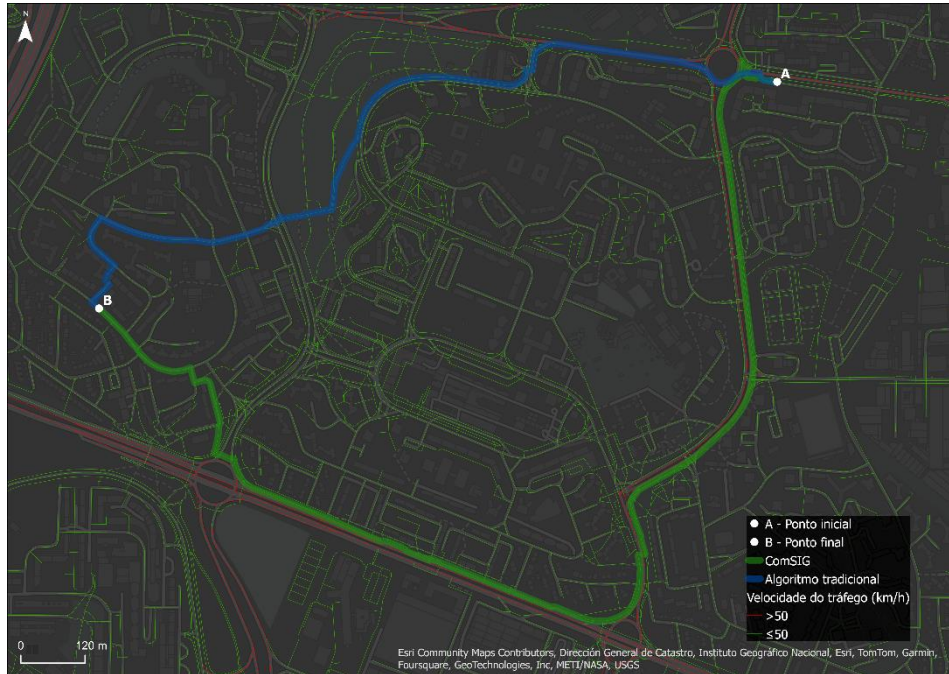 N
A
B
A - Ponto inicial
B - Ponto final
ComSIG
Algoritmo tradicional
Velocidade do tráfego (km/h)
>50
≤50
0 120 m
Esri Community Maps Contributors, Dirección General de Catastro, Instituto Geográfico Nacional, Esri, TomTom, Garmin,
Foursquare, GeoTechnologies, Inc, METI/NASA, USGS